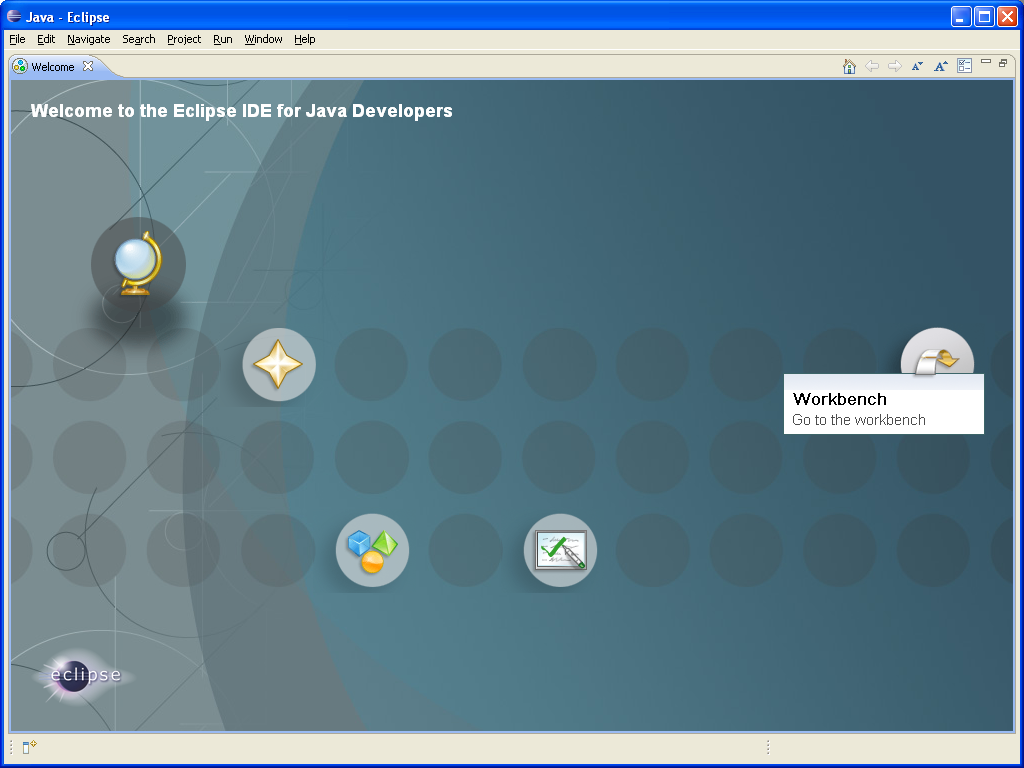 Java - Eclipse
File Edit Navigate Search Project Run Window Help
Welcome
Welcome to the Eclipse IDE for Java Developers
Workbench
Go to the workbench
eclipse